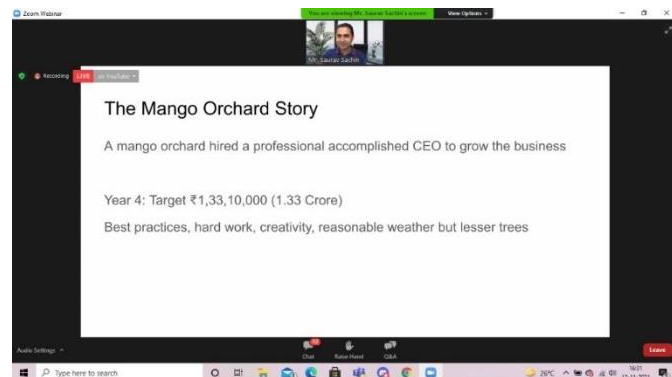 Zoom Webinar
You are viewing Mr. Saurav Sachin's screen View Options
Mr. Saurav Sachin
Recording LIVE on YouTube
The Mango Orchard Story
A mango orchard hired a professional accomplished CEO to grow the business
Year 4: Target ₹1,33,10,000 (1.33 Crore)
Best practices, hard work, creativity, reasonable weather but lesser trees
Audio Settings
Chat Raise Hand Q&A
Leave
Type here to search
26°C
16:01